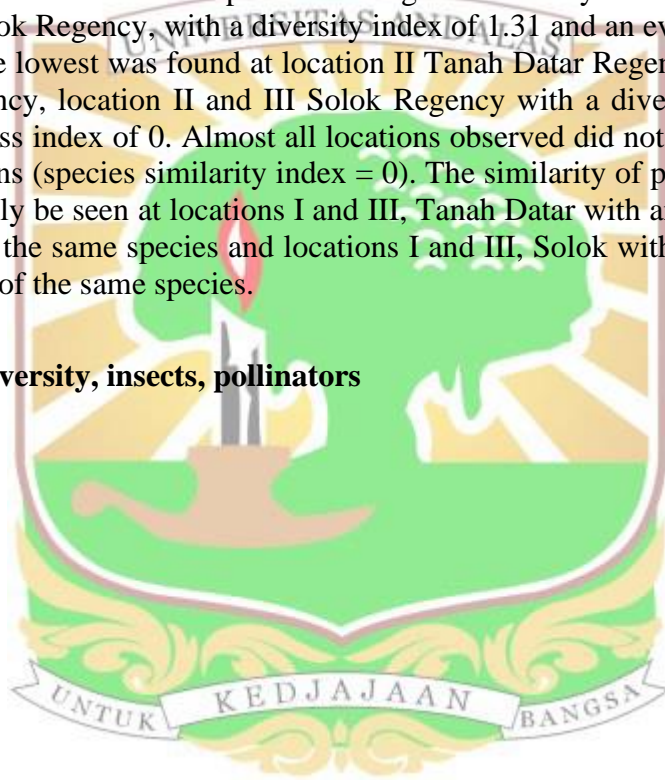 ok Regency, with a diversity index of 1.31 and an ev
UNIVERSITAS ANDALAS
e lowest was found at location II Tanah Datar Regen
ncy, location II and III Solok Regency with a dive
ss index of 0. Almost all locations observed did not
ns (species similarity index = 0). The similarity of p
ly be seen at locations I and III, Tanah Datar with a
the same species and locations I and III, Solok with
of the same species.
versity, insects, pollinators
UNTUK KEDJAJAAN BANGSA